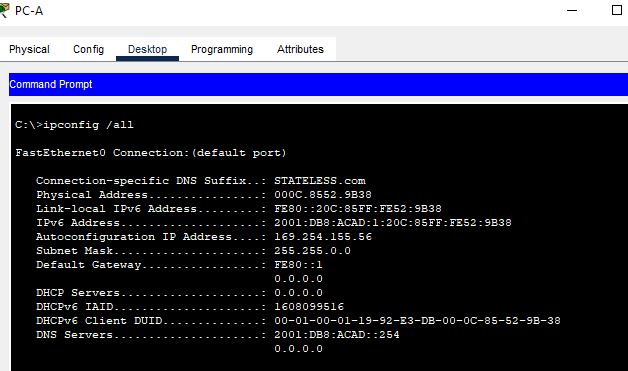 PC-A
Physical Config Desktop Programming Attributes
Command Prompt
C:\>ipconfig /all
FastEthernet0 Connection:(default port)
Connection-specific DNS Suffix..: STATELESS.com
Physical Address................: 000C.8552.9B38
Link-local IPv6 Address.........: FE80::20C:85FF:FE52:9B38
IPv6 Address....................: 2001:DB8:ACAD:1:20C:85FF:FE52:9B38
Autoconfiguration IP Address....: 169.254.155.56
Subnet Mask.....................: 255.255.0.0
Default Gateway.................: FE80::1
0.0.0.0
DHCP Servers....................: 0.0.0.0
DHCPv6 IAID.....................: 1608099516
DHCPv6 Client DUID..............: 00-01-00-01-19-92-E3-DB-00-0C-85-52-9B-38
DNS Servers.....................: 2001:DB8:ACAD::254
0.0.0.0